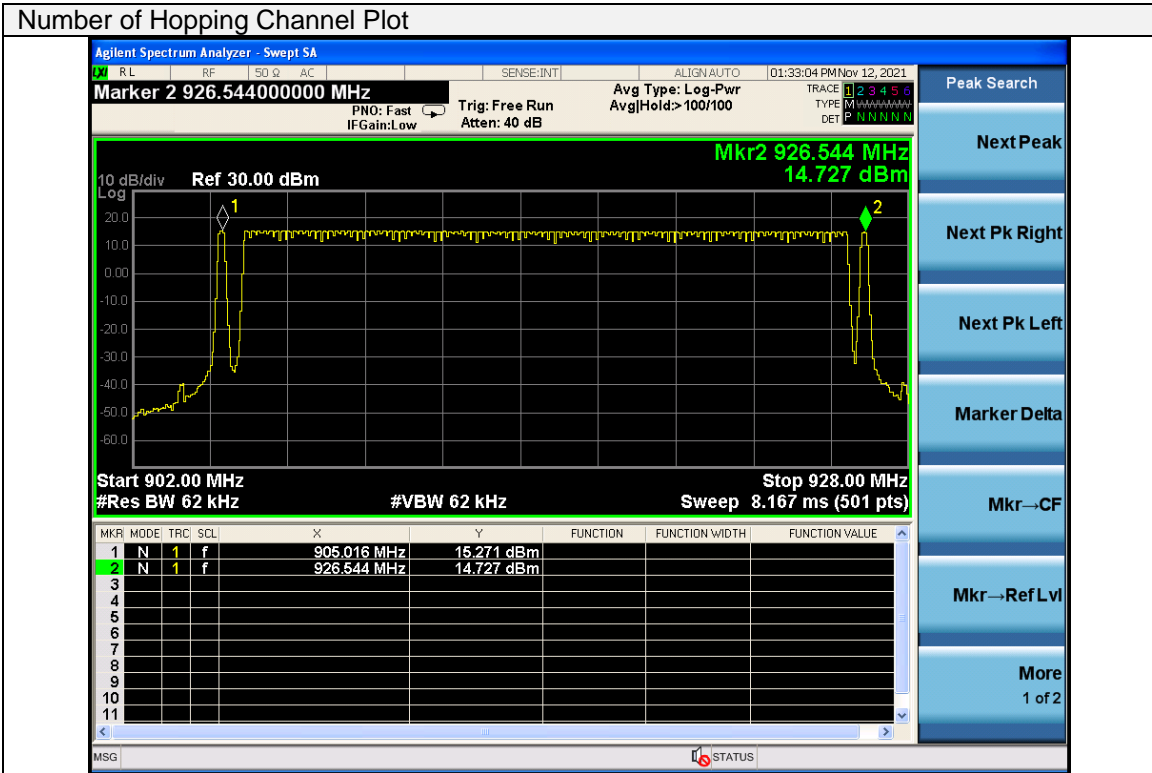 Number of Hopping Channel Plot
Agilent Spectrum Analyzer - Swept SA
LXI RL RF 50 Ω AC SENSE:INT ALIGNAUTO 01:33:04 PMNov 12, 2021
Marker 2 926.544000000 MHz
PNO: Fast
IFGain:Low
Trig: Free Run
Atten: 40 dB
Avg Type: Log-Pwr
Avg|Hold:>100/100
TRACE 1 2 3 4 5 6
TYPE M WWWWW
DET P N N N N N
Peak Search
Next Peak
Next Pk Right
Next Pk Left
Marker Delta
Mkr→CF
Mkr→Ref Lvl
More
1 of 2
Mkr2 926.544 MHz
14.727 dBm
10 dB/div Ref 30.00 dBm
Log
1
2
20.0
10.0
0.00
-10.0
-20.0
-30.0
-40.0
-50.0
-60.0
Start 902.00 MHz Stop 928.00 MHz
#Res BW 62 kHz #VBW 62 kHz Sweep 8.167 ms (501 pts)
MKR MODE TRC SCL X Y FUNCTION FUNCTION WIDTH FUNCTION VALUE
1 N 1 f 905.016 MHz 15.271 dBm
2 N 1 f 926.544 MHz 14.727 dBm
3
4
5
6
7
8
9
10
11
MSG STATUS